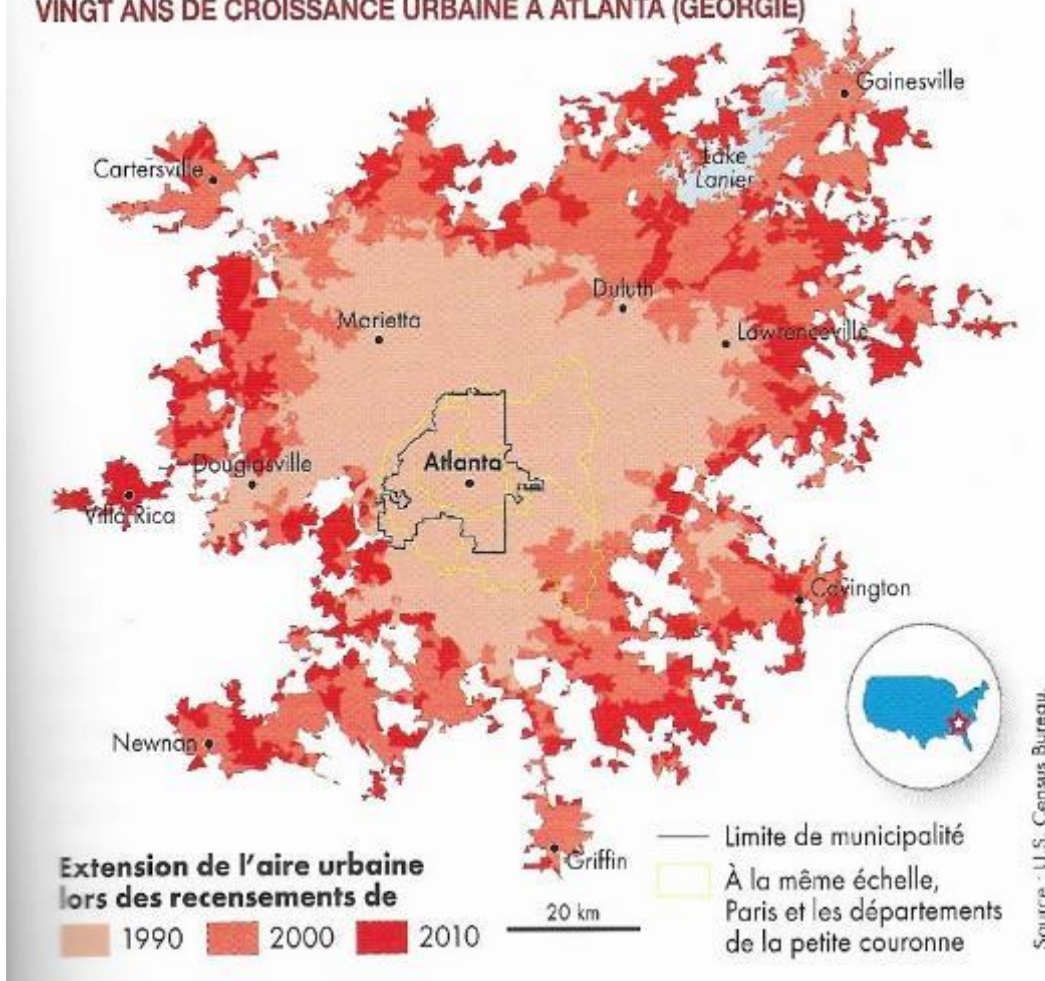 VINGT ANS DE CROISSANCE URBAINE À ATLANTA (GÉORGIE)
Gainesville
Lake
Lanier
Cartersville
Duluth
Marietta
Lawrenceville
Atlanta
Douglasville
Villa Rica
Covington
Newnan
Griffin
Extension de l'aire urbaine
lors des recensements de
1990 2000 2010
20 km
Limite de municipalité
À la même échelle,
Paris et les départements
de la petite couronne
Source : U.S. Census Bureau.